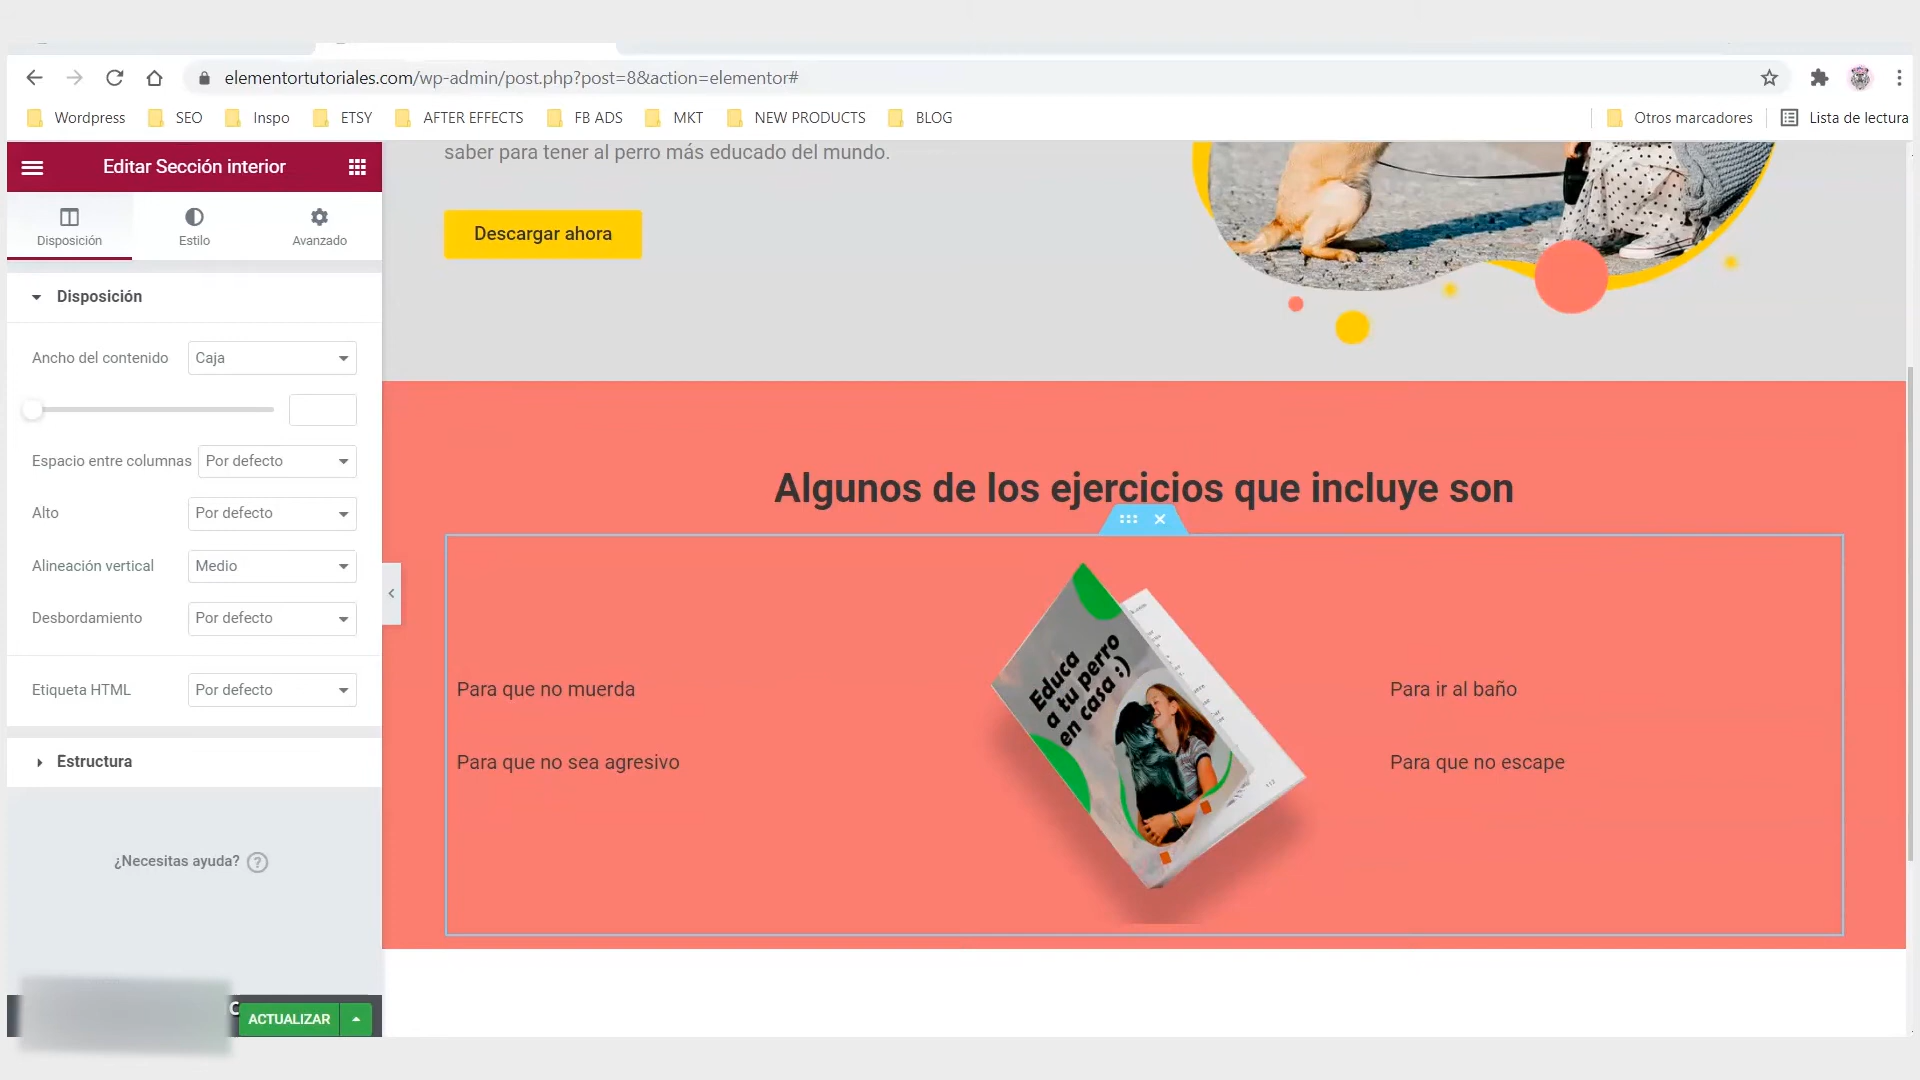 elementortutoriales.com/wp-admin/post.php?post=8&action=elementor#
Wordpress SEO Inspo ETSY AFTER EFFECTS FB ADS MKT NEW PRODUCTS BLOG Otros marcadores Lista de lectura
Editar Sección interior
Disposición Estilo Avanzado
Disposición
Ancho del contenido Caja
Espacio entre columnas Por defecto
Alto Por defecto
Alineación vertical Medio
Desbordamiento Por defecto
Etiqueta HTML Por defecto
Estructura
¿Necesitas ayuda? ?
ACTUALIZAR
saber para tener al perro más educado del mundo.
Descargar ahora
Algunos de los ejercicios que incluye son
Para que no muerda
Para que no sea agresivo
Educa
a tu perro
en casa :)
112
Para ir al baño
Para que no escape